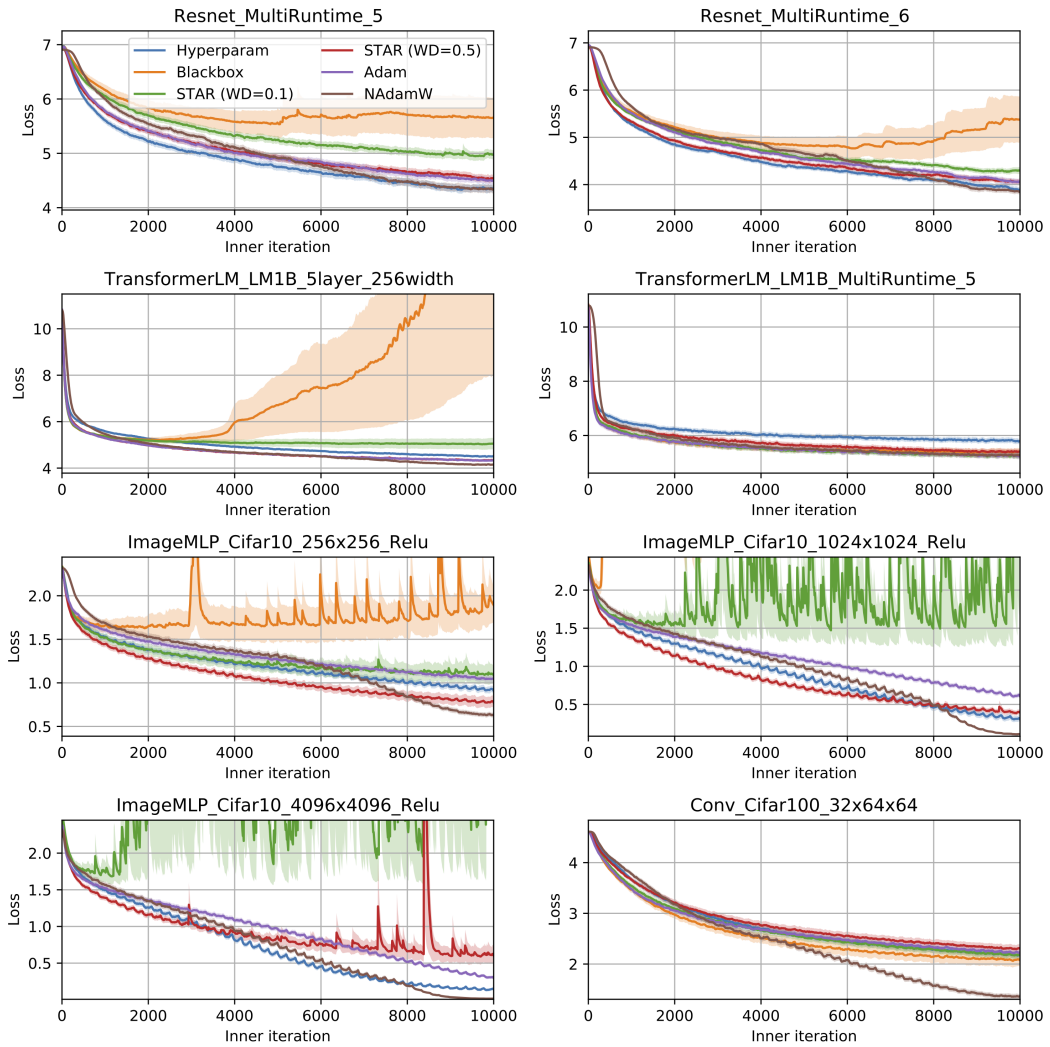 Resnet_MultiRuntime_5
7
6
5
4
Loss
Hyperparam
Blackbox
STAR (WD=0.1)
STAR (WD=0.5)
Adam
NAdamW
0 2000 4000 6000 8000 10000
Inner iteration
Resnet_MultiRuntime_6
7
6
5
4
Loss
0 2000 4000 6000 8000 10000
Inner iteration
TransformerLM_LM1B_5layer_256width
10
8
6
4
Loss
0 2000 4000 6000 8000 10000
Inner iteration
TransformerLM_LM1B_MultiRuntime_5
10
8
6
Loss
0 2000 4000 6000 8000 10000
Inner iteration
ImageMLP_Cifar10_256x256_Relu
2.0
1.5
1.0
0.5
Loss
0 2000 4000 6000 8000 10000
Inner iteration
ImageMLP_Cifar10_1024x1024_Relu
2.0
1.5
1.0
0.5
Loss
0 2000 4000 6000 8000 10000
Inner iteration
ImageMLP_Cifar10_4096x4096_Relu
2.0
1.5
1.0
0.5
Loss
0 2000 4000 6000 8000 10000
Inner iteration
Conv_Cifar100_32x64x64
4
3
2
Loss
0 2000 4000 6000 8000 10000
Inner iteration